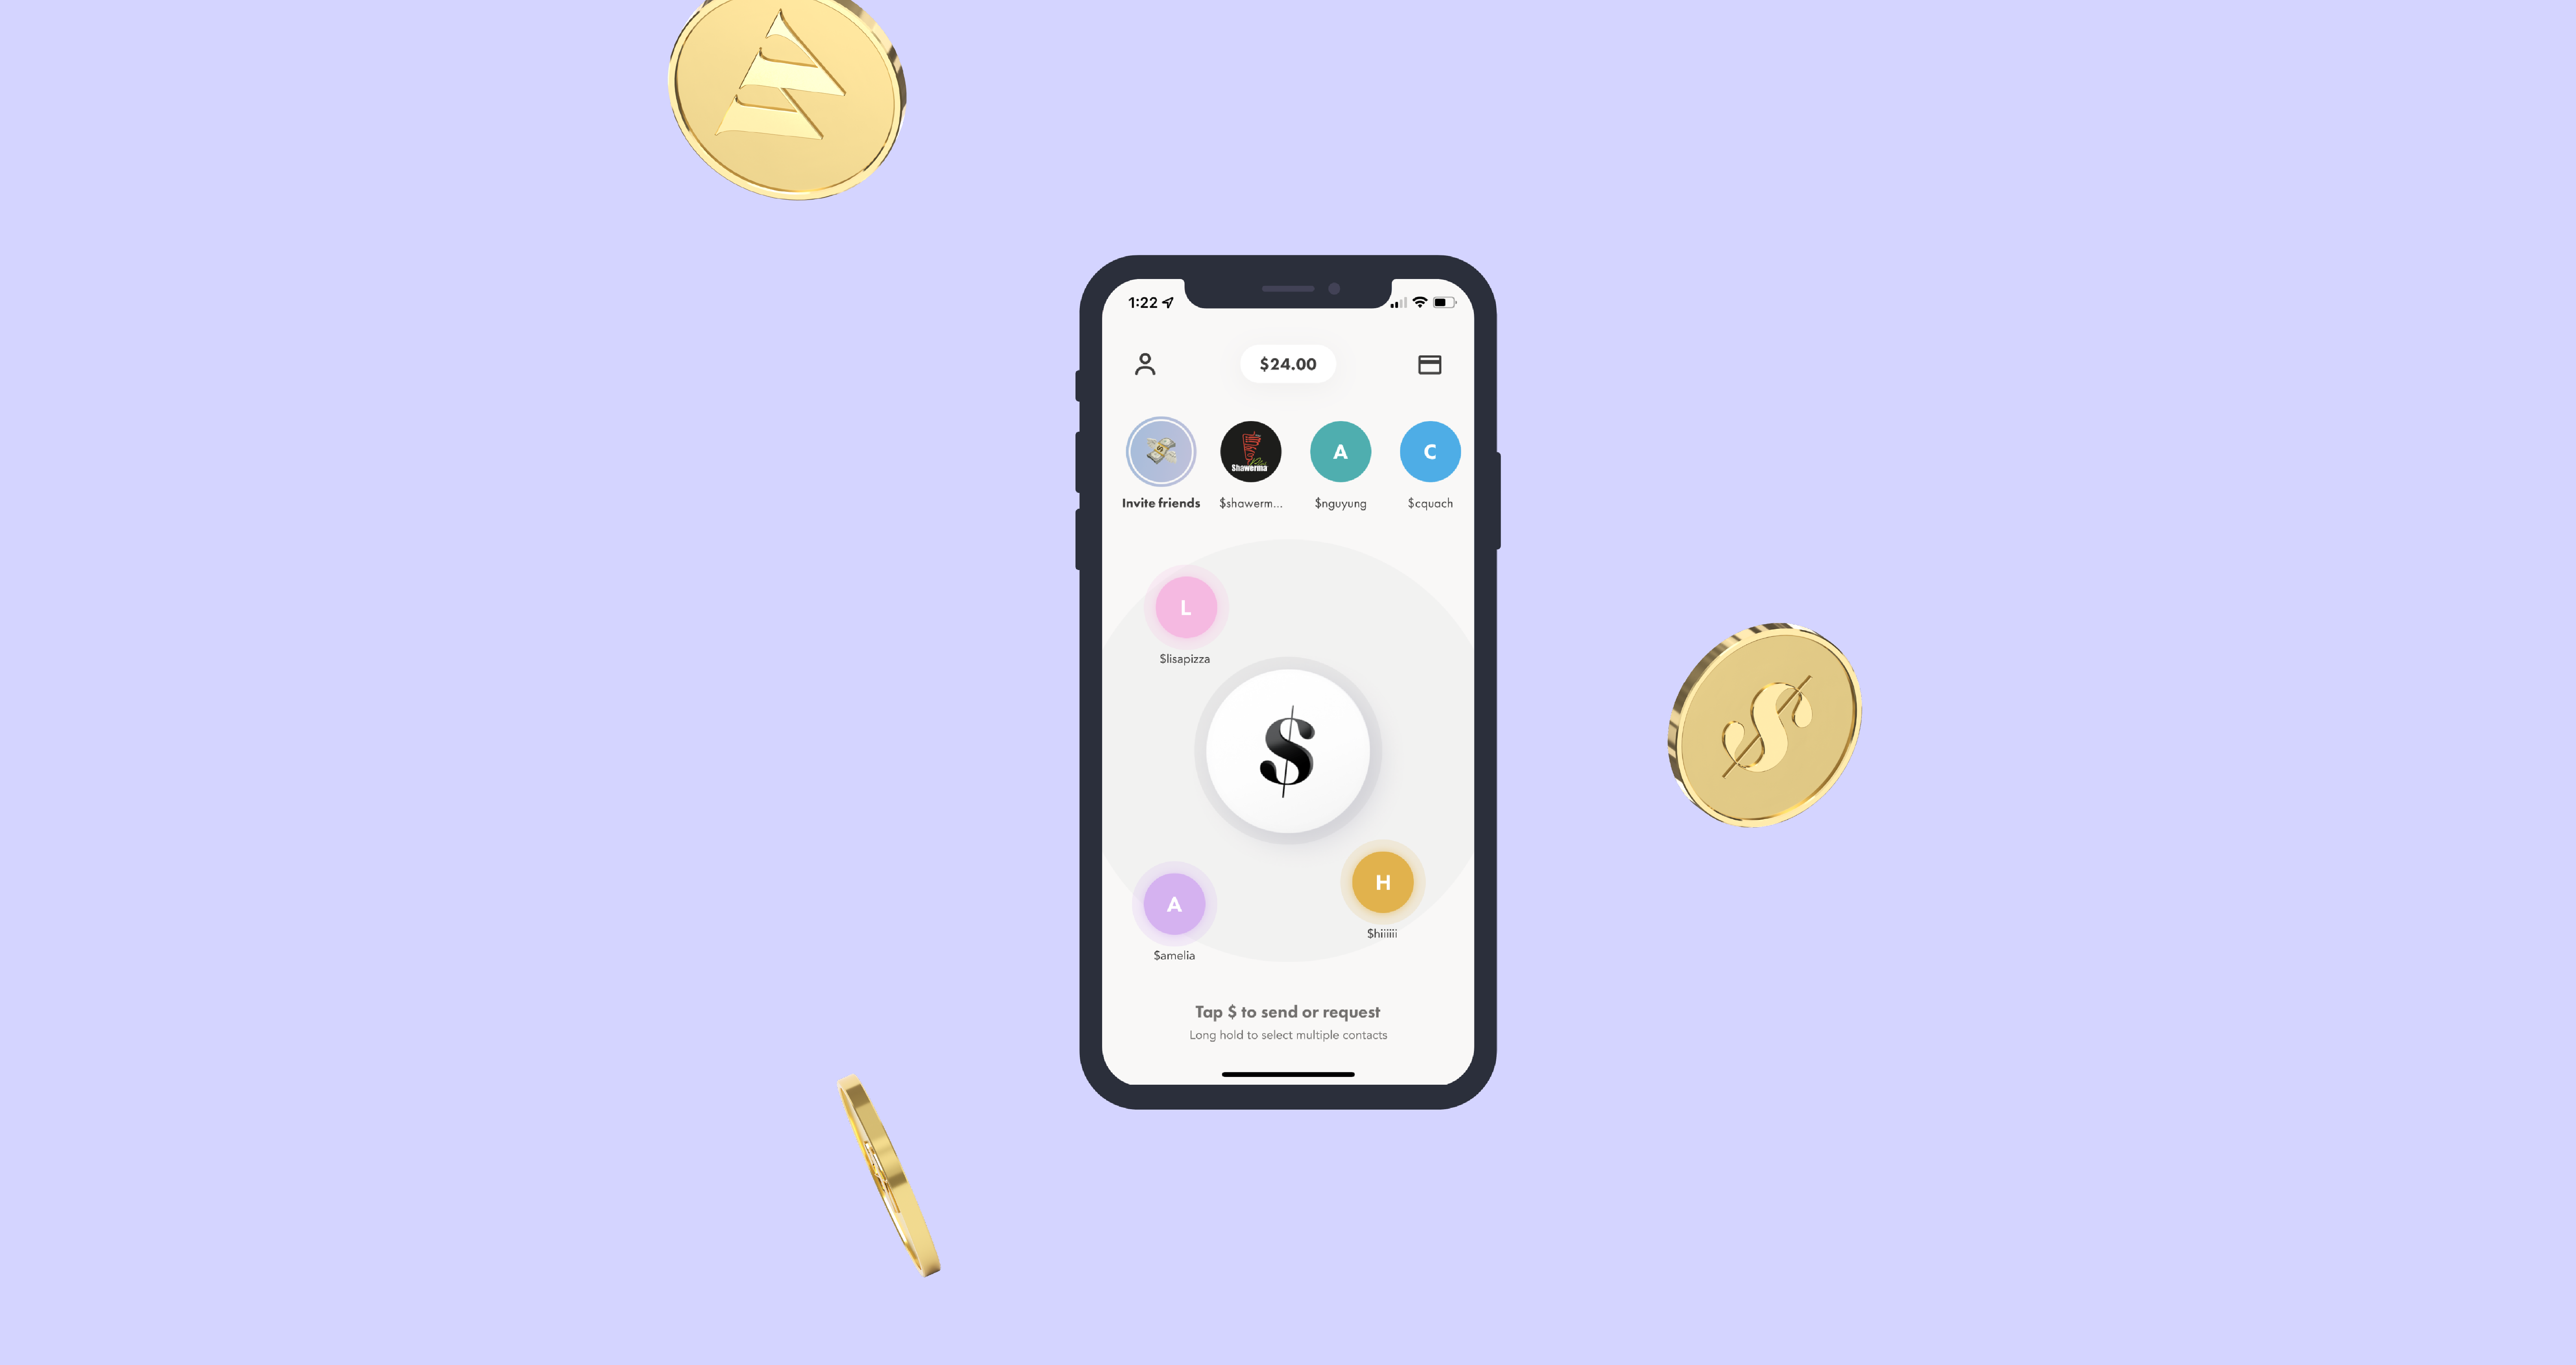 1:22
$24.00
Shawerma
A
C
Invite friends
$shawerm...
$nguyung
$cquach
L
$lisapizza
$
$
H
A
$hiiiiii
$amelia
Tap $ to send or request
Long hold to select multiple contacts